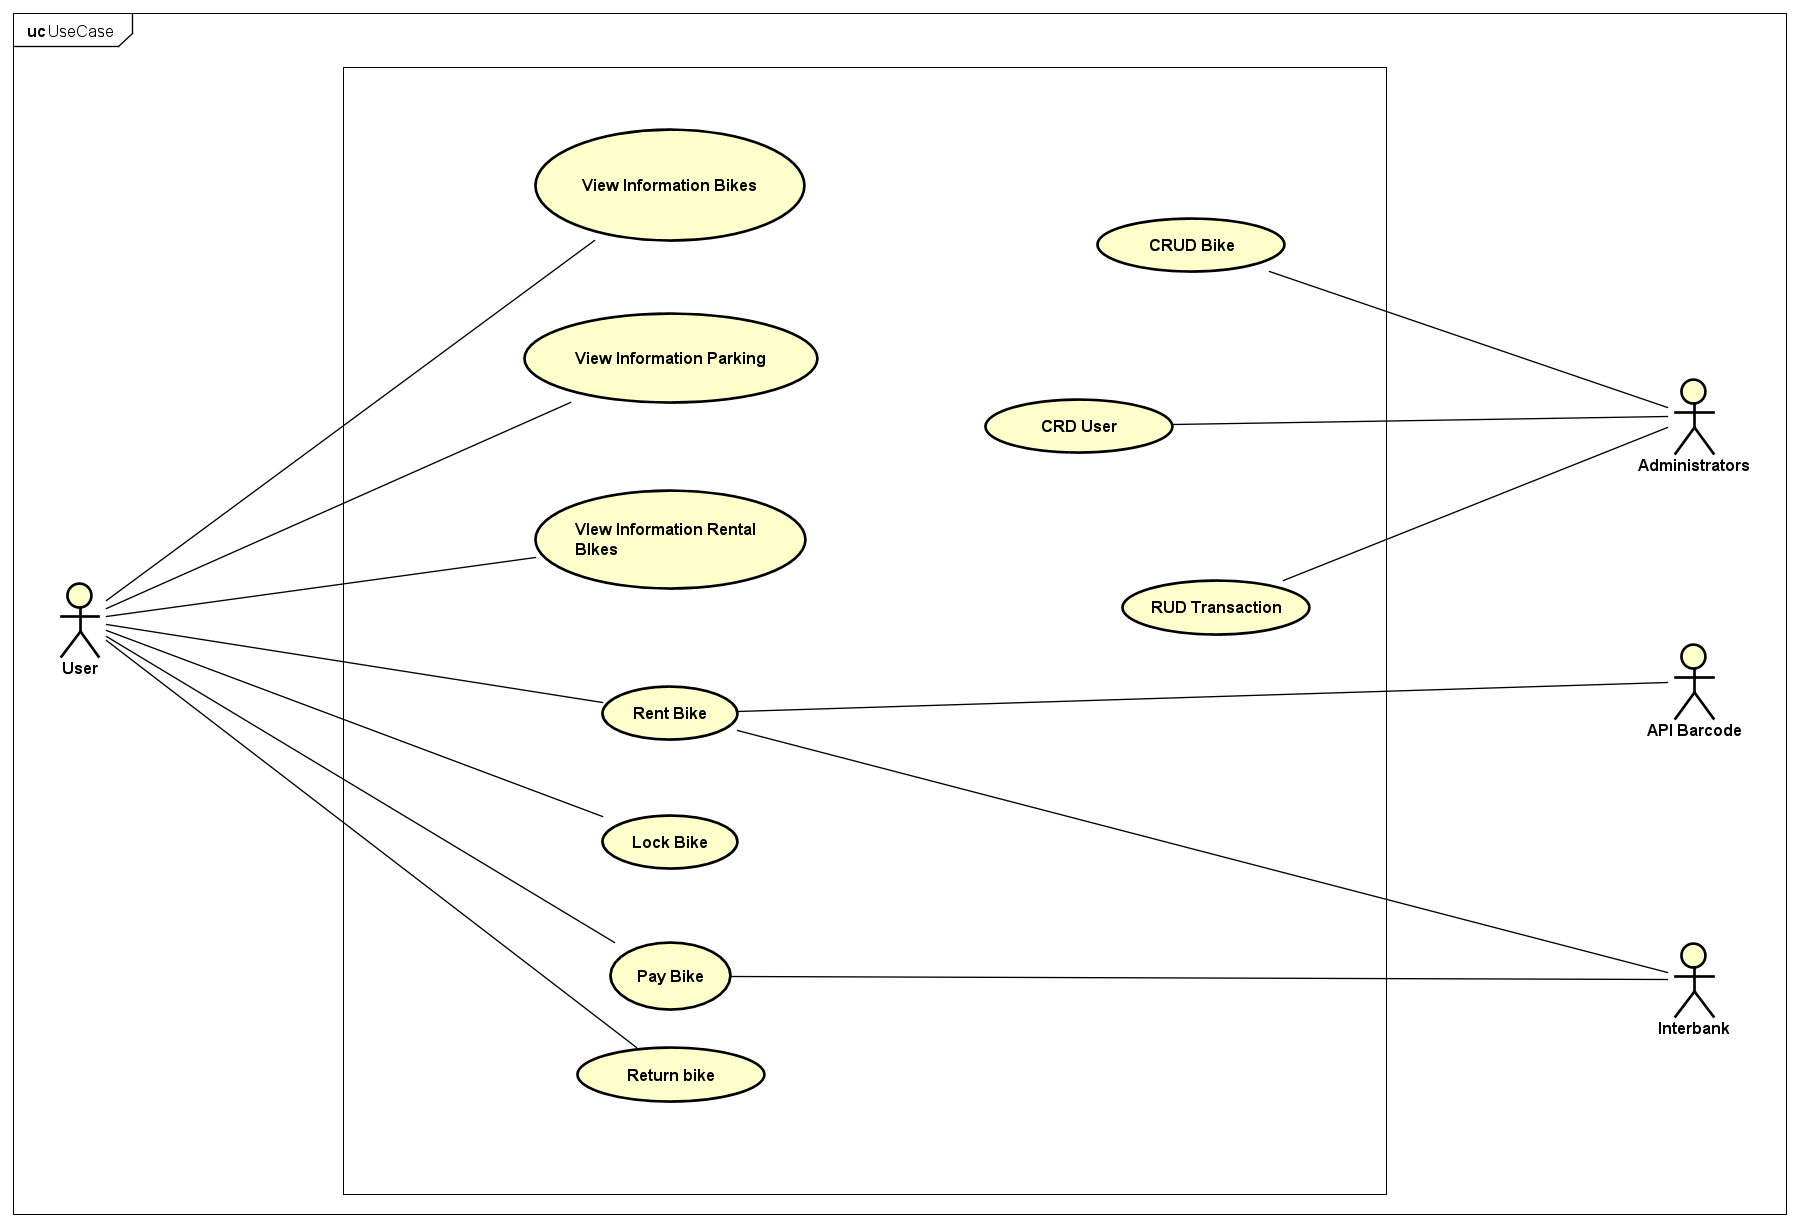 uc UseCase
View Information Bikes
CRUD Bike
View Information Parking
CRD User
Administrators
VIew Information Rental
BIkes
RUD Transaction
User
Rent Bike
API Barcode
Lock Bike
Pay Bike
Interbank
Return bike